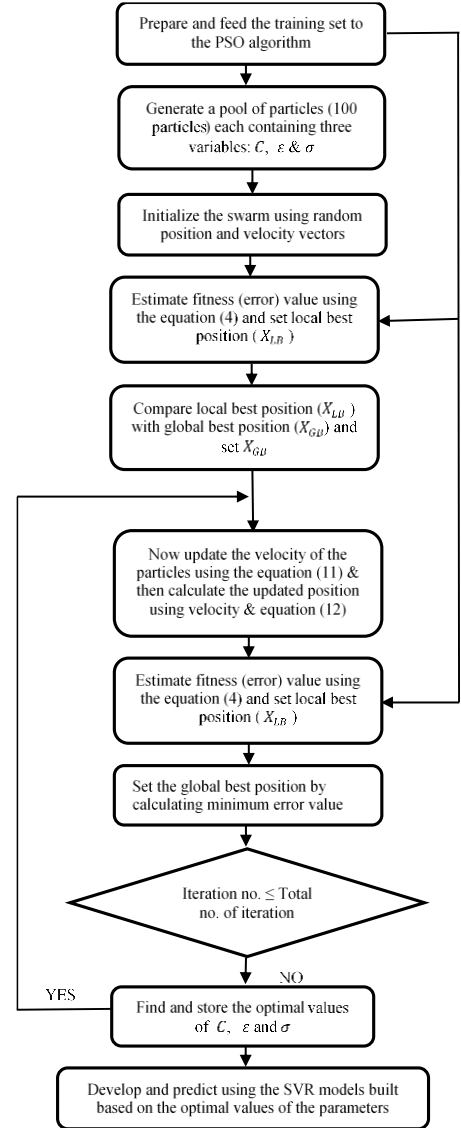 Prepare and feed the training set to
the PSO algorithm
Generate a pool of particles (100
particles) each containing three
variables: C, ε & σ
Initialize the swarm using random
position and velocity vectors
Estimate fitness (error) value using
the equation (4) and set local best
position ( X_LB )
Compare local best position (X_LB)
with global best position (X_GB) and
set X_GB
Now update the velocity of the
particles using the equation (11) &
then calculate the updated position
using velocity & equation (12)
Estimate fitness (error) value using
the equation (4) and set local best
position ( X_LB )
Set the global best position by
calculating minimum error value
Iteration no. ≤ Total
no. of iteration
NO
YES
Find and store the optimal values
of C, ε and σ
Develop and predict using the SVR models built
based on the optimal values of the parameters